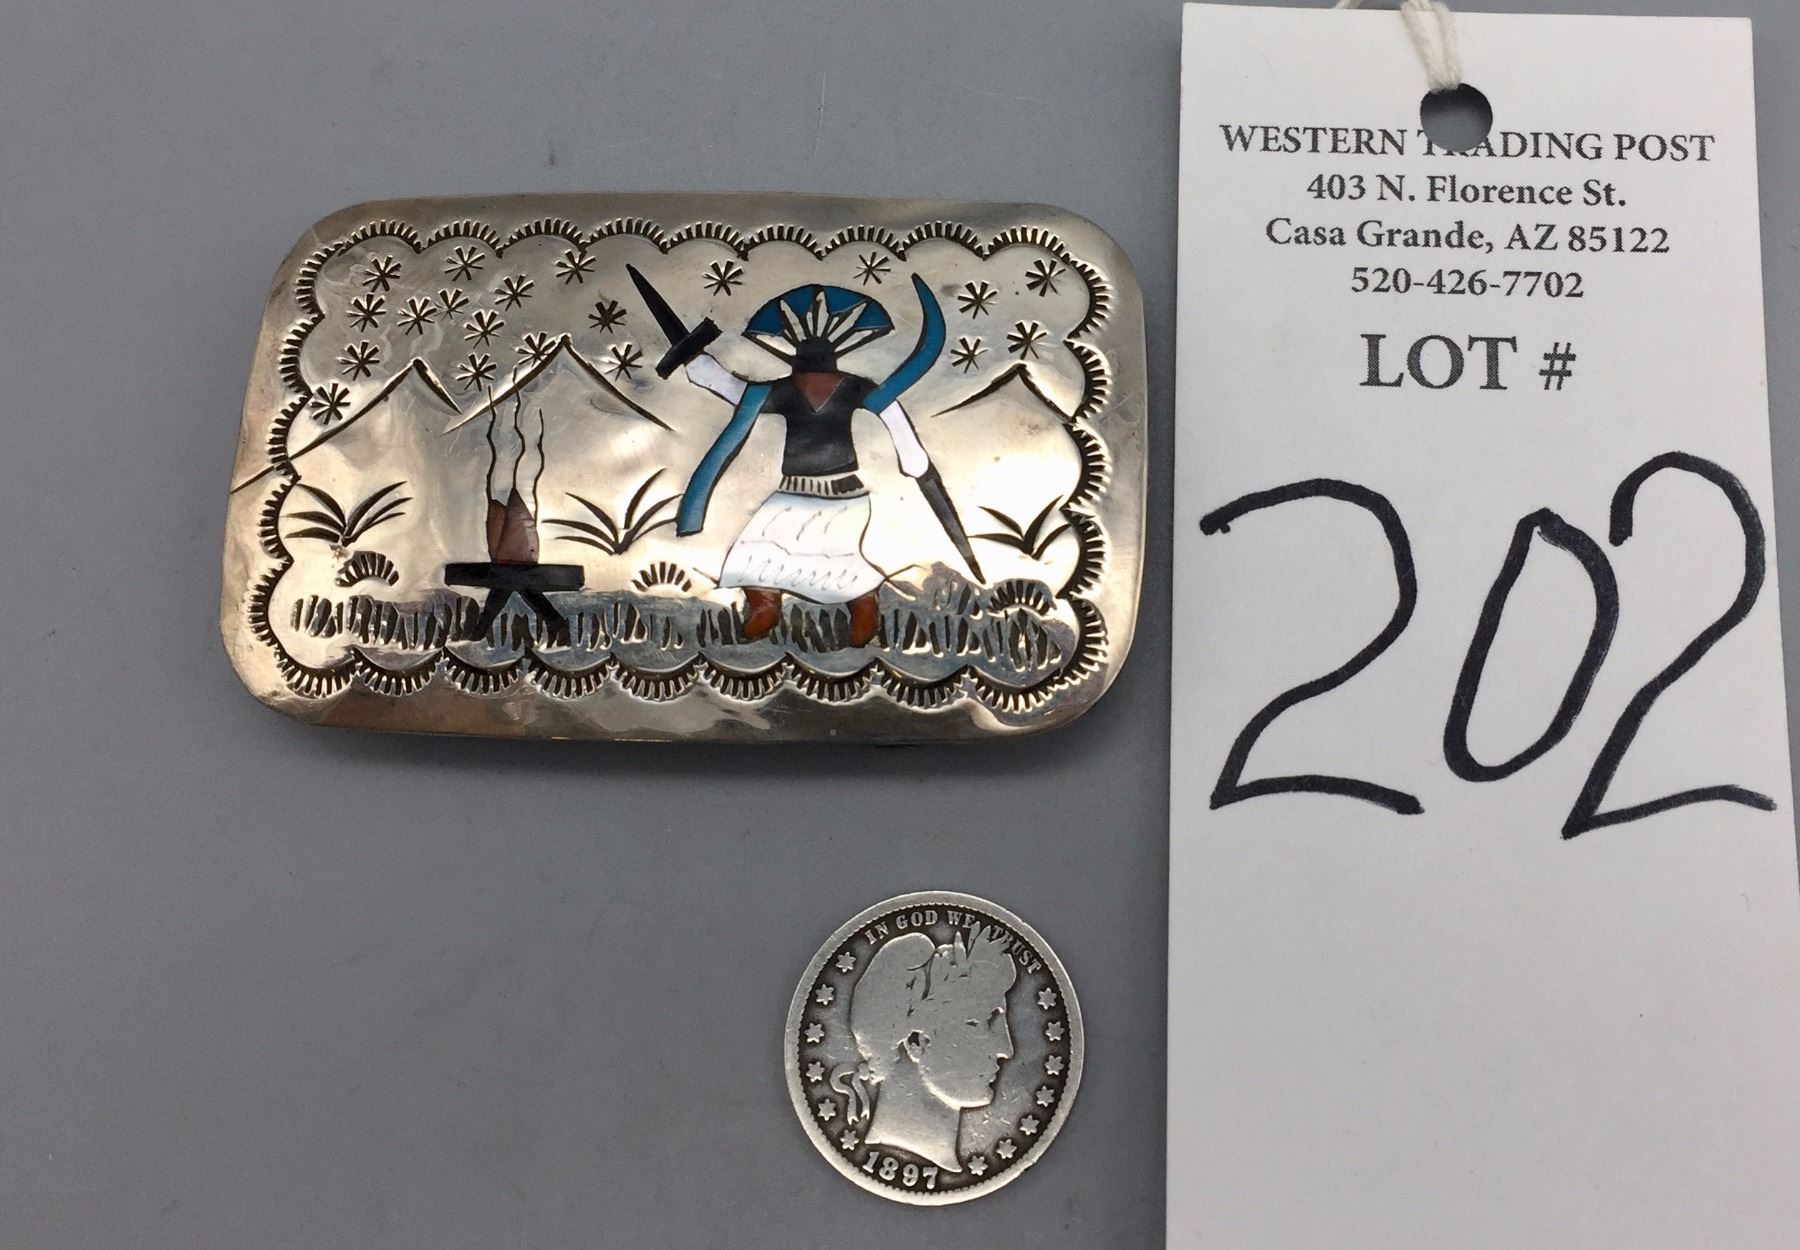 WESTERN TRADING POST
403 N. Florence St.
Casa Grande, AZ 85122
520-426-7702
LOT #
202
IN GOD WE TRUST
1897